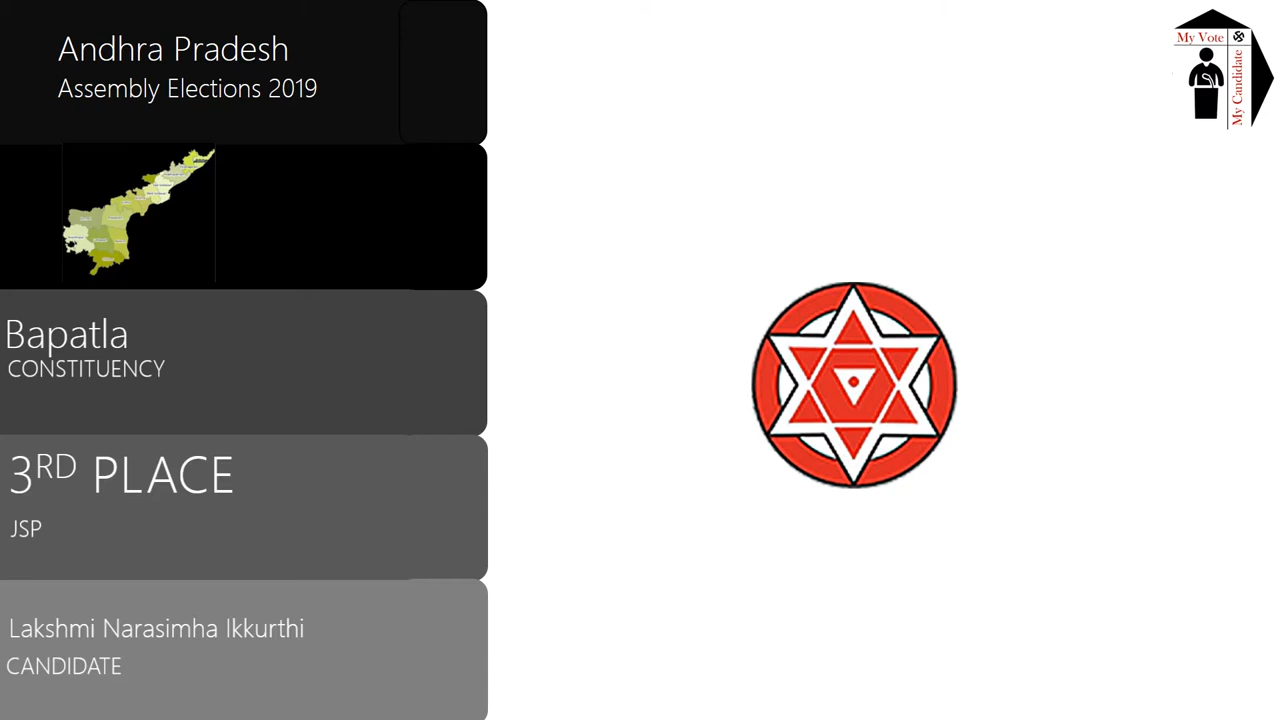 Andhra Pradesh
Assembly Elections 2019
Bapatla
CONSTITUENCY
3RD PLACE
JSP
Lakshmi Narasimha Ikkurthi
CANDIDATE
My Vote
My Candidate